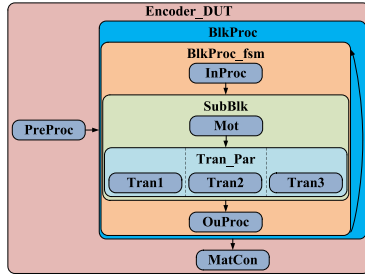 Encoder_DUT
BlkProc
BlkProc_fsm
InProc
SubBlk
Mot
PreProc
Tran_Par
Tran1 Tran2 Tran3
OuProc
MatCon